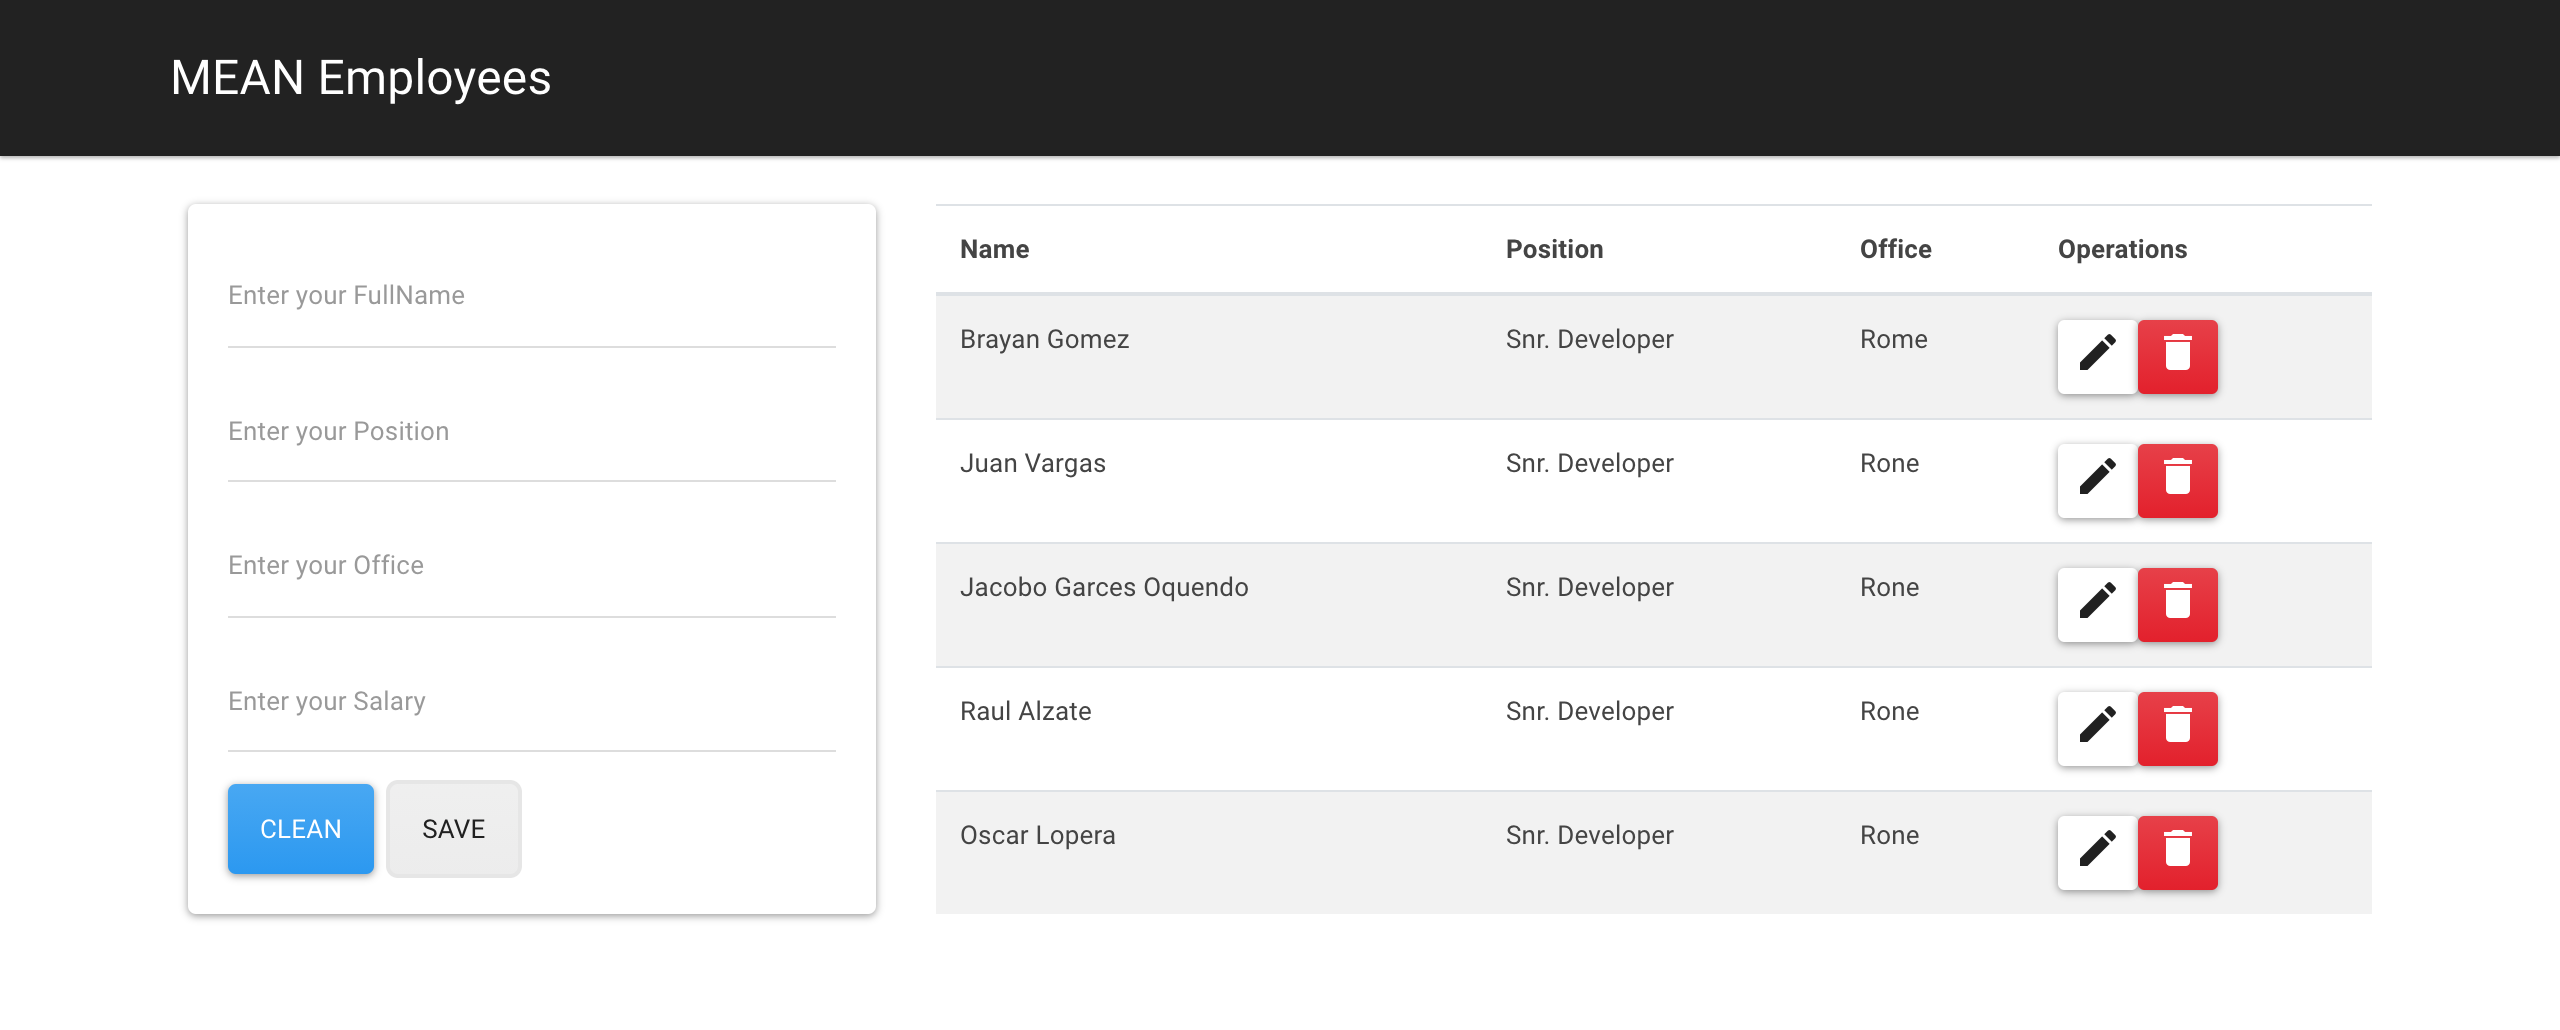 MEAN Employees
Enter your FullName
Enter your Position
Enter your Office
Enter your Salary
CLEAN SAVE
Name Position Office Operations
Brayan Gomez Snr. Developer Rome
Juan Vargas Snr. Developer Rone
Jacobo Garces Oquendo Snr. Developer Rone
Raul Alzate Snr. Developer Rone
Oscar Lopera Snr. Developer Rone